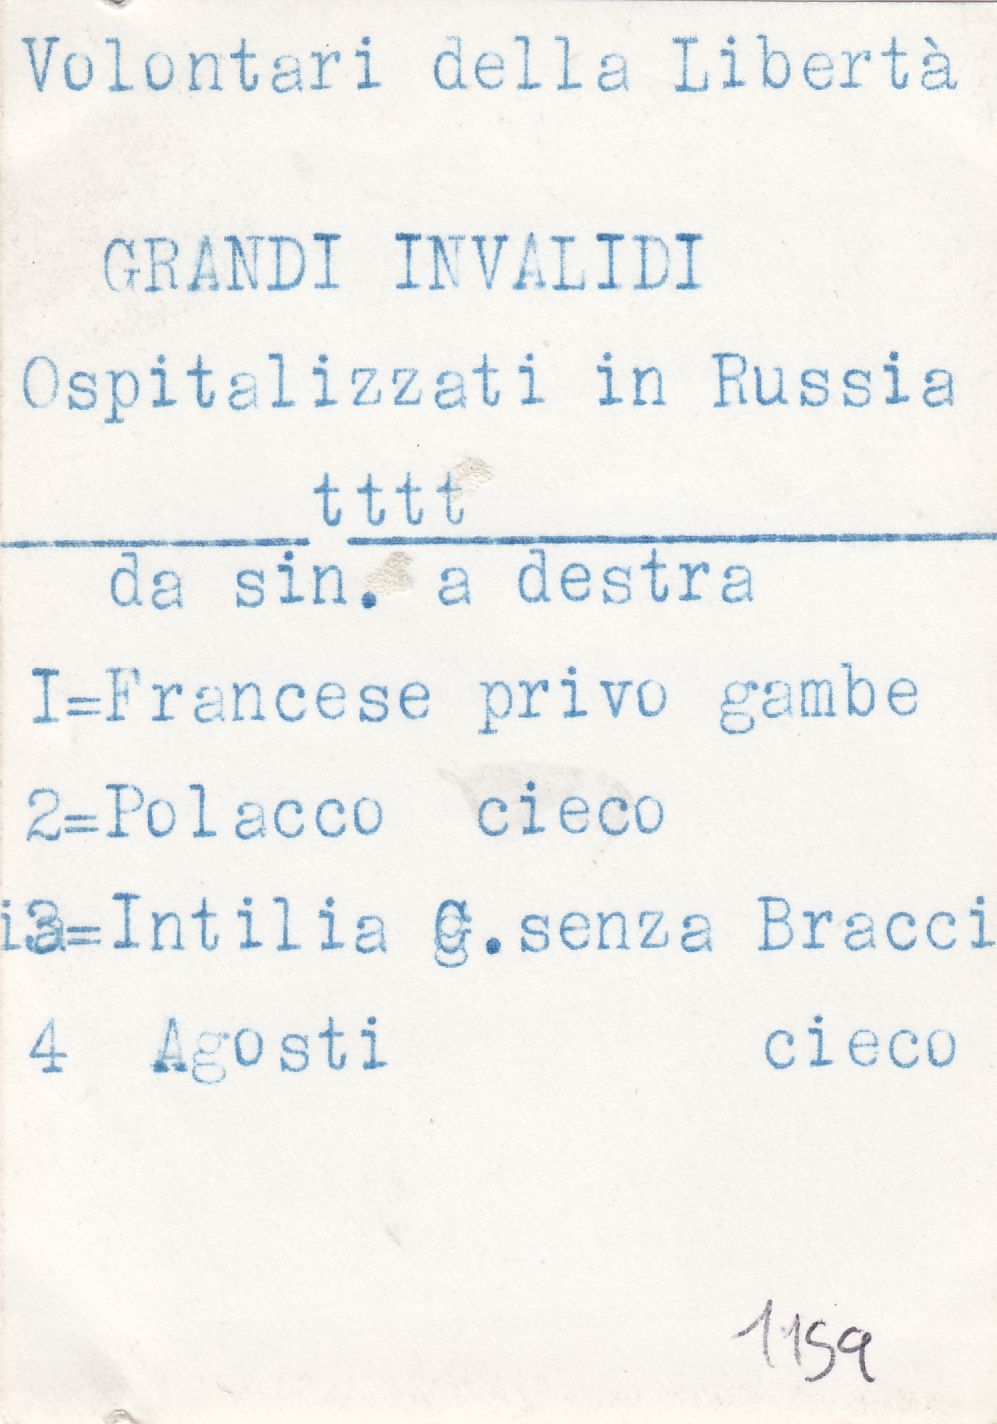 Volontari della Libertà
GRANDI INVALIDI
Ospitalizzati in Russia
tttt
da sin. a destra
I=Francese privo gambe
2=Polacco cieco
3=Intilia G.senza Bracci
4 Agosti cieco
1159